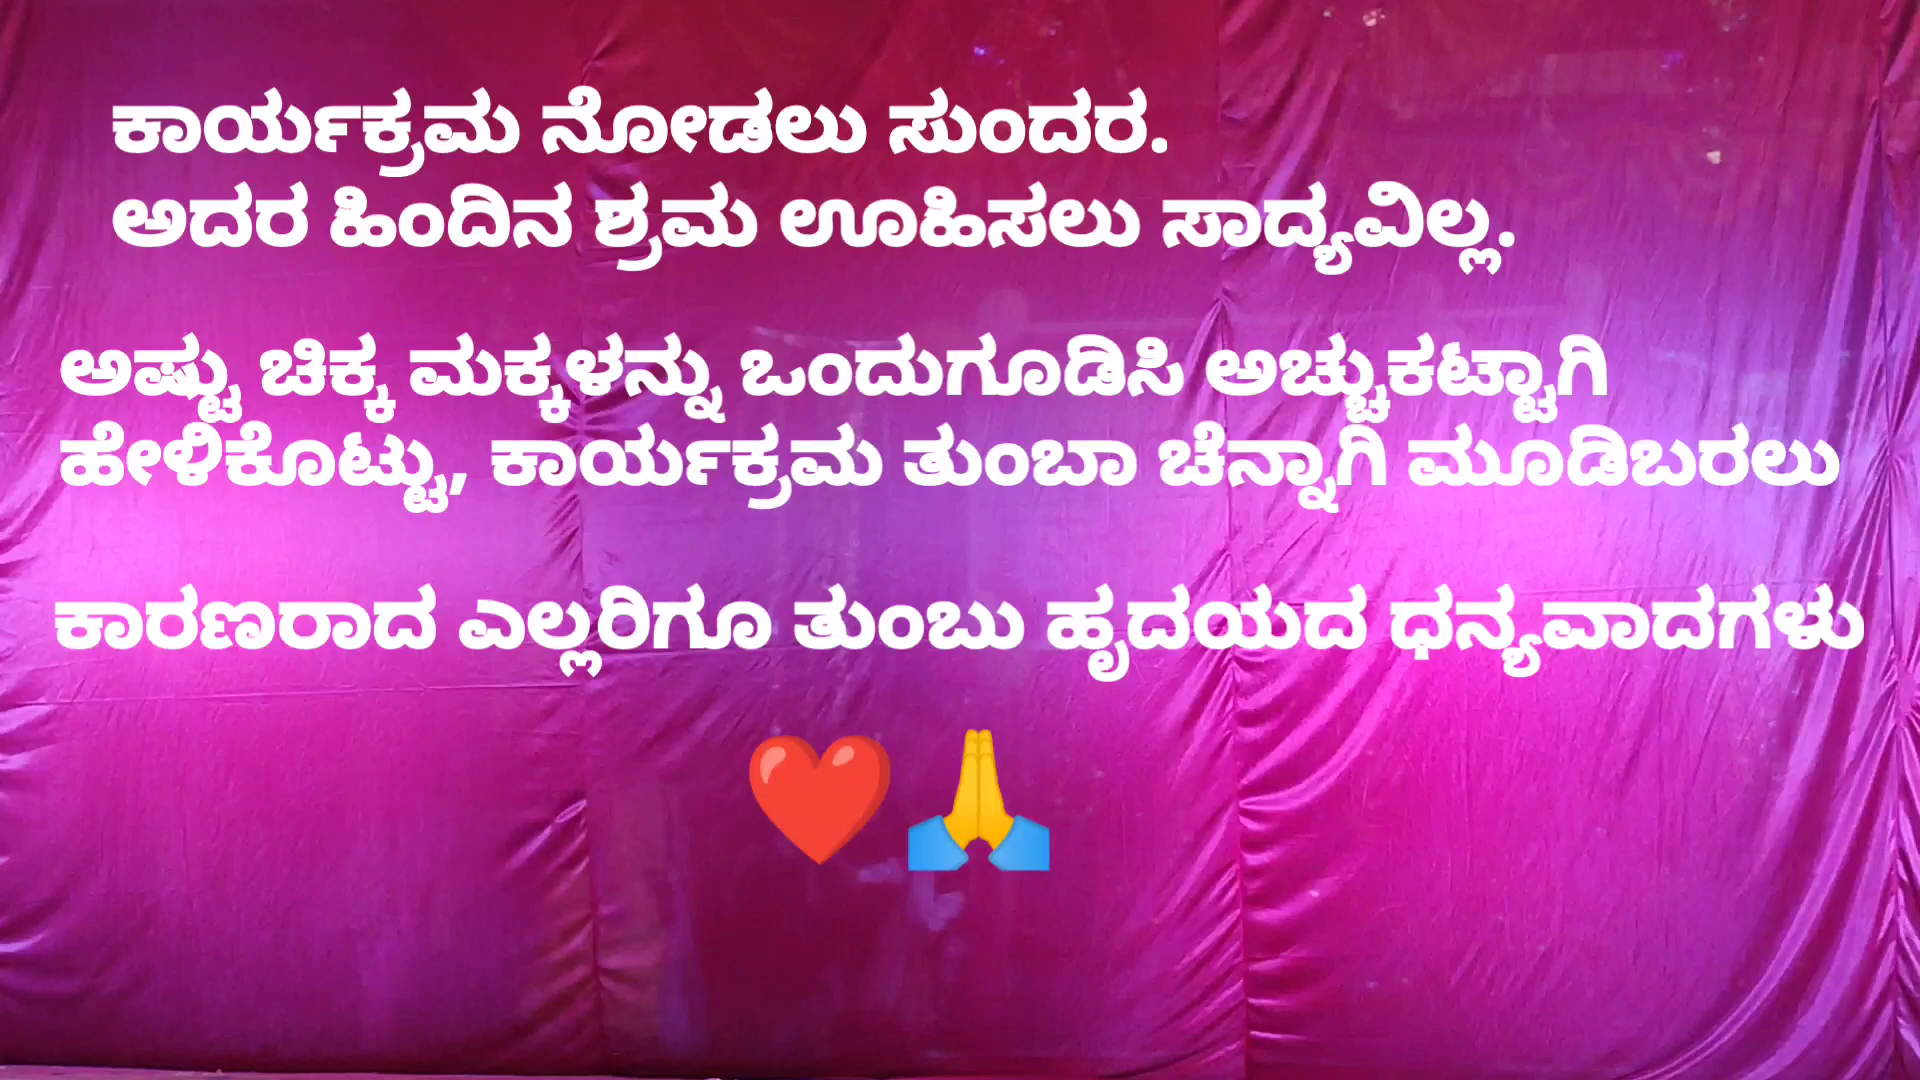 ಕಾರ್ಯಕ್ರಮ ನೋಡಲು ಸುಂದರ.
ಅದರ ಹಿಂದಿನ ಶ್ರಮ ಊಹಿಸಲು ಸಾದ್ಯವಿಲ್ಲ.
ಅಷ್ಟು ಚಿಕ್ಕ ಮಕ್ಕಳನ್ನು ಒಂದುಗೂಡಿಸಿ ಅಚ್ಚುಕಟ್ಟಾಗಿ
ಹೇಳಿಕೊಟ್ಟು, ಕಾರ್ಯಕ್ರಮ ತುಂಬಾ ಚೆನ್ನಾಗಿ ಮೂಡಿಬರಲು
ಕಾರಣರಾದ ಎಲ್ಲರಿಗೂ ತುಂಬು ಹೃದಯದ ಧನ್ಯವಾದಗಳು
❤️🙏